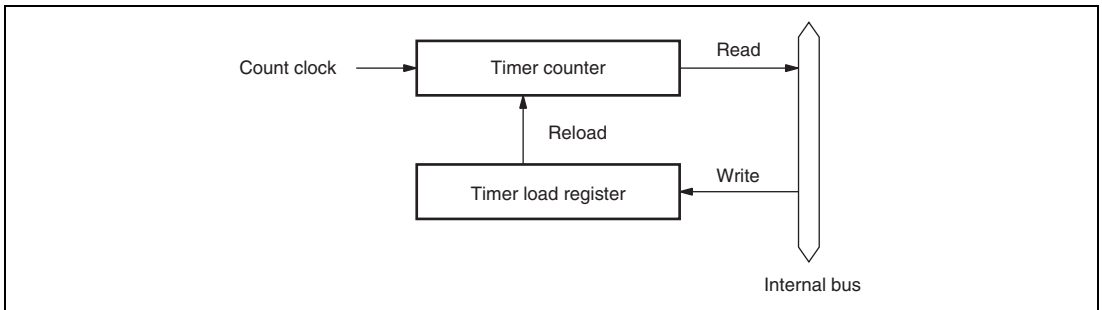 Count clock
Timer counter
Read
Reload
Timer load register
Write
Internal bus